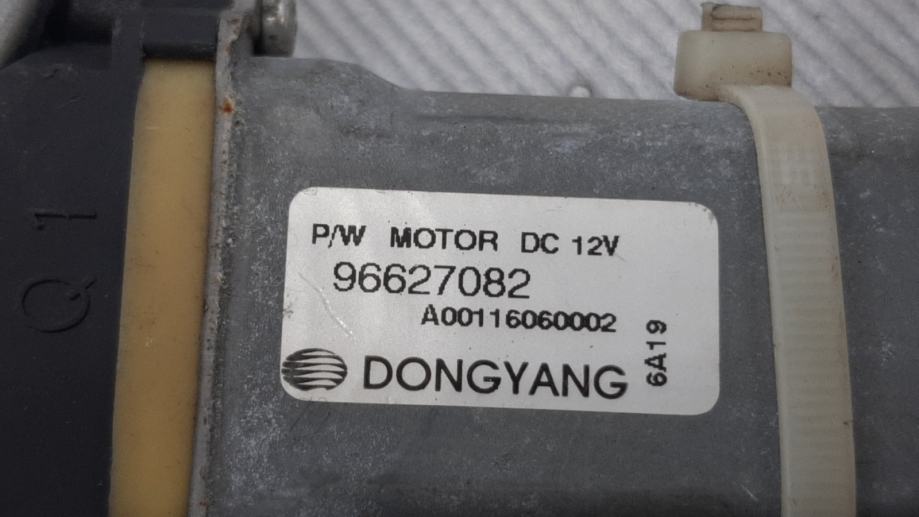 P/W MOTOR DC 12V
96627082
A00116060002
6A19
DONGYANG
Q1